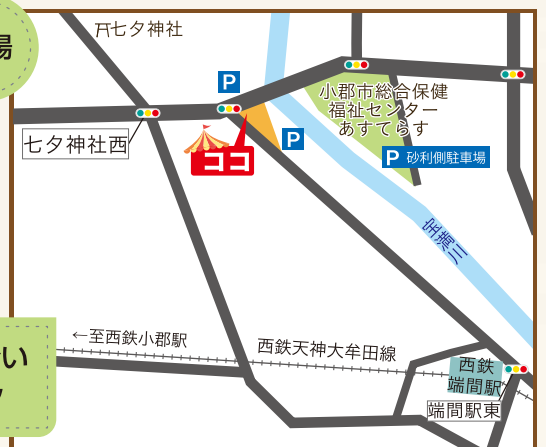 七夕神社
場
P
小郡市総合保健
福祉センター
あすてらす
P
P 砂利側駐車場
七夕神社西
ココ
宝満川
←至西鉄小郡駅
西鉄天神大牟田線
い
西鉄
端間駅
端間駅東